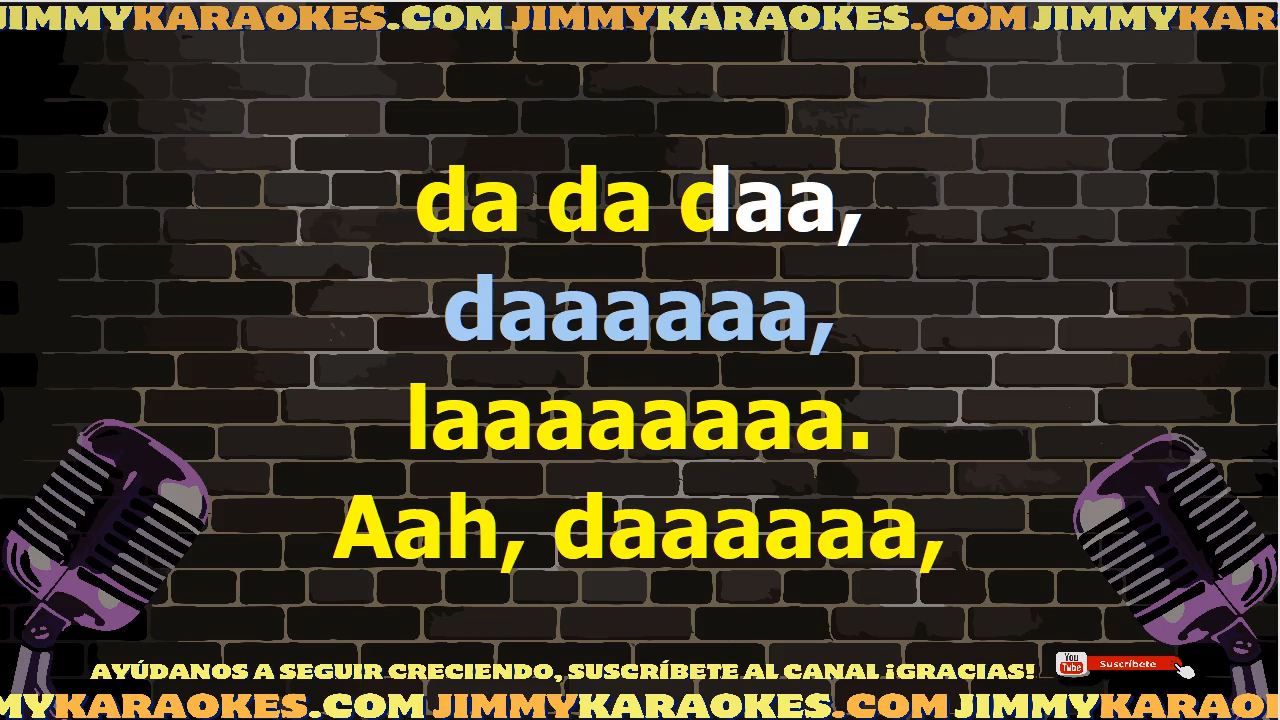 JIMMYKARAOKES.COM JIMMYKARAOKES.COM JIMMYKAR
da da daa,
daaaaaa,
laaaaaaaa.
Aah, daaaaaa,
AYÚDANOS A SEGUIR CRECIENDO, SUSCRÍBETE AL CANAL ¡GRACIAS!
You Tube Suscríbete
MYKARAOKES.COM JIMMYKARAOKES.COM JIMMYKARAO